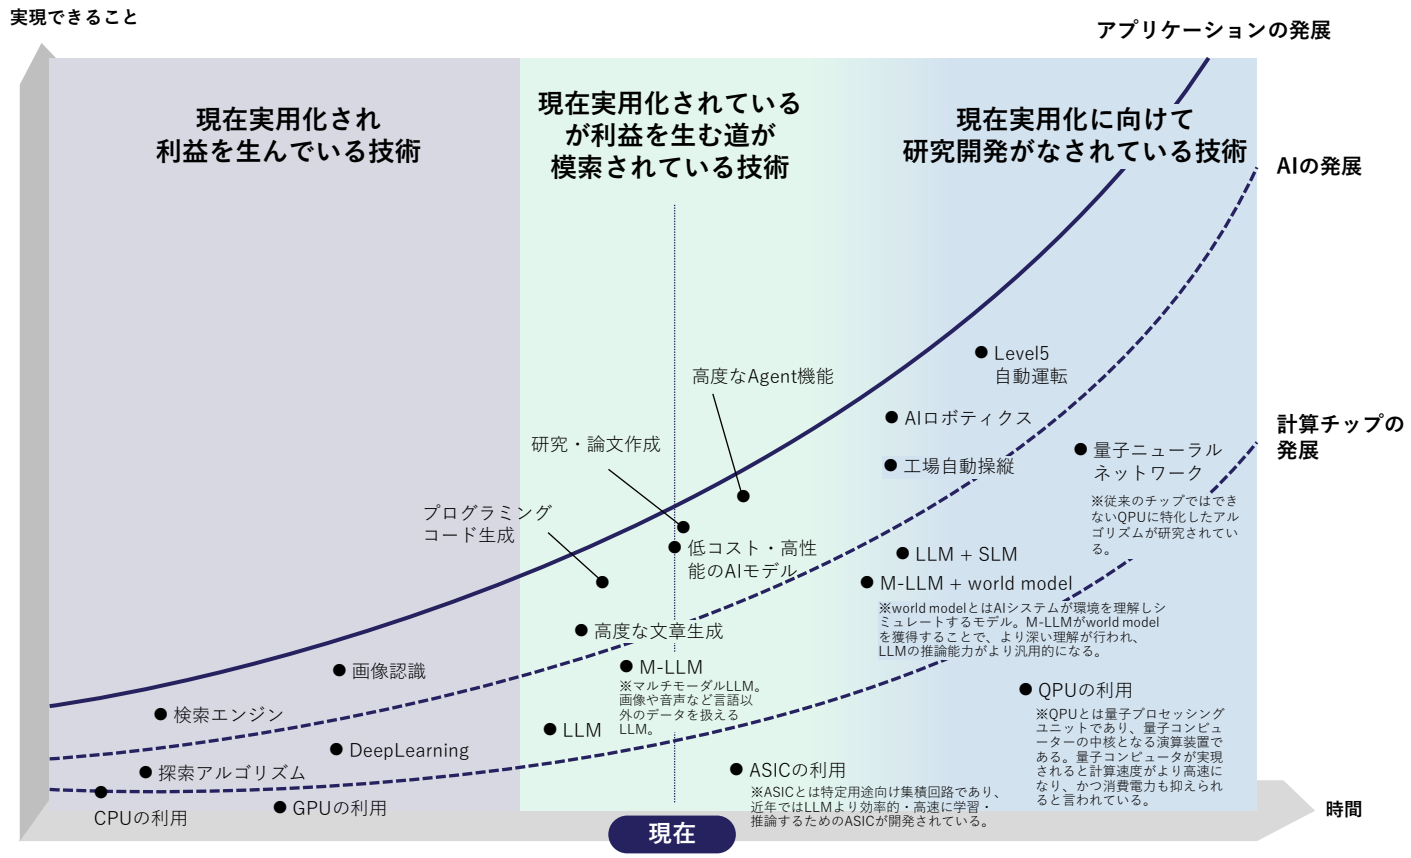 実現できること
アプリケーションの発展
現在実用化され
利益を生んでいる技術
現在実用化されている
が利益を生む道が
模索されている技術
現在実用化に向けて
研究開発がなされている技術
AIの発展
計算チップの
発展
Level5
自動運転
高度なAgent機能
AIロボティクス
研究・論文作成
工場自動操縦
量子ニューラル
ネットワーク
※従来のチップではでき
ないQPUに特化したアル
ゴリズムが研究されてい
る。
プログラミング
コード生成
低コスト・高性
能のAIモデル
LLM + SLM
M-LLM + world model
※world modelとはAIシステムが環境を理解しシ
ミュレートするモデル。M-LLMがworld model
を獲得することで、より深い理解が行われ、
LLMの推論能力がより汎用的になる。
高度な文章生成
M-LLM
※マルチモーダルLLM。
画像や音声など言語以
外のデータを扱える
LLM。
画像認識
検索エンジン
LLM
QPUの利用
※QPUとは量子プロセッシング
ユニットであり、量子コンピュ
ーターの中核となる演算装置で
ある。量子コンピュータが実現
されると計算速度がより高速に
なり、かつ消費電力も抑えられ
ると言われている。
DeepLearning
探索アルゴリズム
ASICの利用
※ASICとは特定用途向け集積回路であり、
近年ではLLMより効率的・高速に学習・
推論するためのASICが開発されている。
CPUの利用
GPUの利用
時間
現在